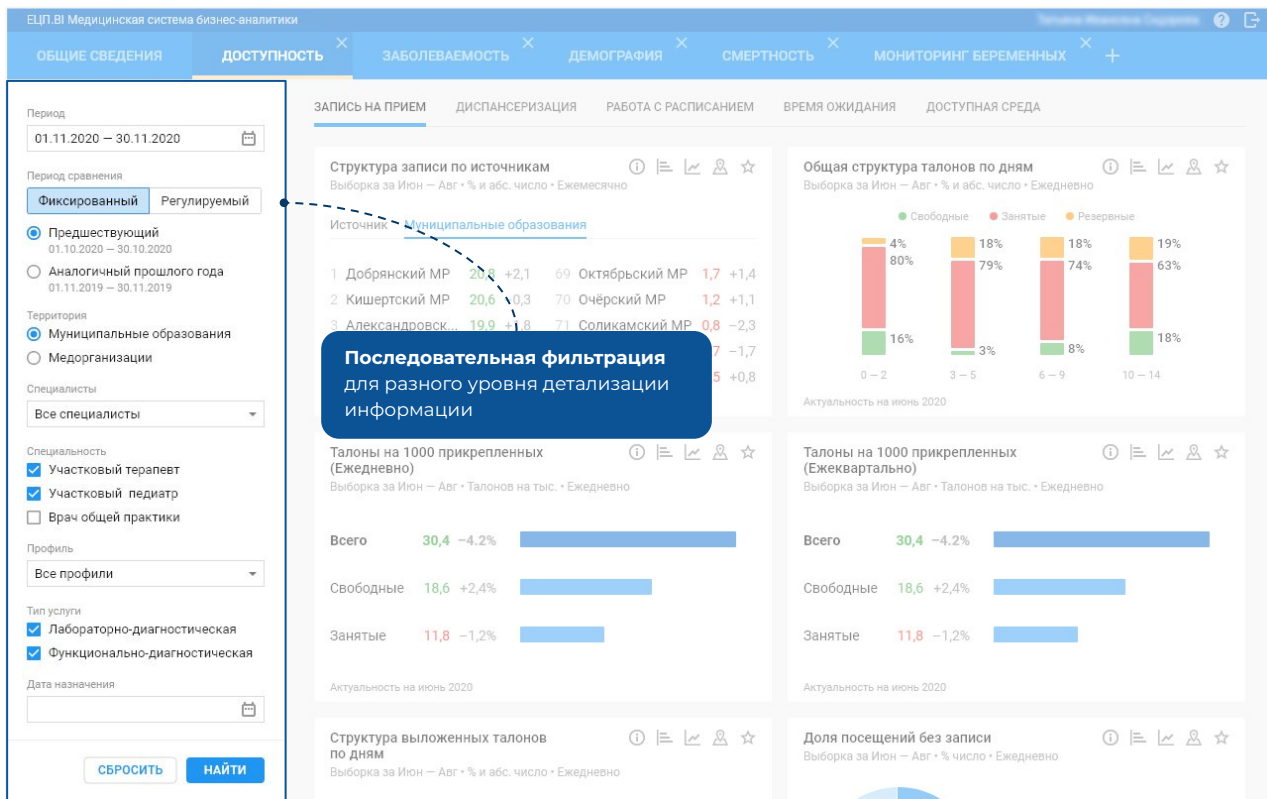 ЕЦП.BI Медицинская система бизнес-аналитики
ОБЩИЕ СВЕДЕНИЯ
ДОСТУПНОСТЬ
ЗАБОЛЕВАЕМОСТЬ
ДЕМОГРАФИЯ
СМЕРТНОСТЬ
МОНИТОРИНГ БЕРЕМЕННЫХ
Период
01.11.2020 — 30.11.2020
Период сравнения
Фиксированный Регулируемый
Предшествующий
01.10.2020 — 30.10.2020
Аналогичный прошлого года
01.11.2019 — 30.11.2019
Территория
Муниципальные образования
Медорганизации
Специалисты
Все специалисты
Специальность
Участковый терапевт
Участковый педиатр
Врач общей практики
Профиль
Все профили
Тип услуги
Лабораторно-диагностическая
Функционально-диагностическая
Дата назначения
СБРОСИТЬ НАЙТИ
ЗАПИСЬ НА ПРИЕМ
ДИСПАНСЕРИЗАЦИЯ
РАБОТА С РАСПИСАНИЕМ
ВРЕМЯ ОЖИДАНИЯ
ДОСТУПНАЯ СРЕДА
Структура записи по источникам
Выборка за Июн — Авг • % и абс. число • Ежемесячно
Источник Муниципальные образования
1 Добрянский МР 20,8 +2,1 69 Октябрьский МР 1,7 +1,4
2 Кишертский МР 20,6 +0,3 70 Очёрский МР 1,2 +1,1
3 Александровск... 19,9 +1,8 71 Соликамский МР 0,8 −2,3
7 −1,7
5 +0,8
Последовательная фильтрация
для разного уровня детализации
информации
Общая структура талонов по дням
Выборка за Июн — Авг • % и абс. число • Ежедневно
Свободные Занятые Резервные
4% 18% 18% 19%
80% 79% 74% 63%
16% 3% 8% 18%
0 — 2 3 — 5 6 — 9 10 — 14
Актуальность на июнь 2020
Талоны на 1000 прикрепленных
(Ежедневно)
Выборка за Июн — Авг • Талонов на тыс. • Ежедневно
Всего 30,4 −4.2%
Свободные 18,6 +2,4%
Занятые 11,8 −1,2%
Актуальность на июнь 2020
Талоны на 1000 прикрепленных
(Ежеквартально)
Выборка за Июн — Авг • Талонов на тыс. • Ежедневно
Всего 30,4 −4.2%
Свободные 18,6 +2,4%
Занятые 11,8 −1,2%
Актуальность на июнь 2020
Структура выложенных талонов
по дням
Выборка за Июн — Авг • % и абс. число • Ежедневно
Доля посещений без записи
Выборка за Июн — Авг • % число • Ежедневно